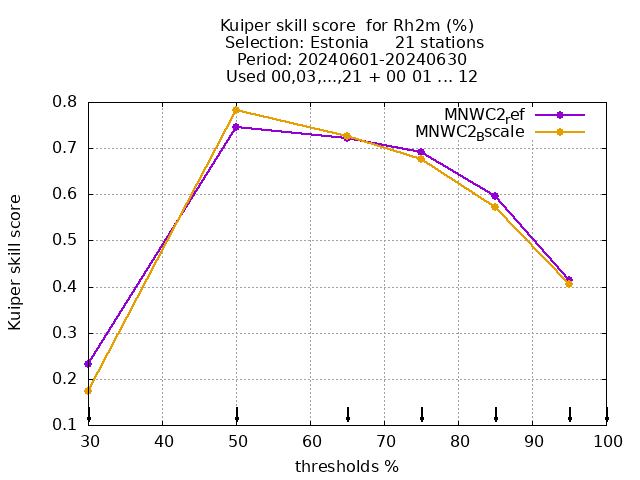 Kuiper skill score  for Rh2m (%)
Selection: Estonia     21 stations
Period: 20240601-20240630
Used 00,03,...,21 + 00 01 ... 12
MNWC2ref
MNWC2Bscale
Kuiper skill score
0.8
0.7
0.6
0.5
0.4
0.3
0.2
0.1
30 40 50 60 70 80 90 100
thresholds %